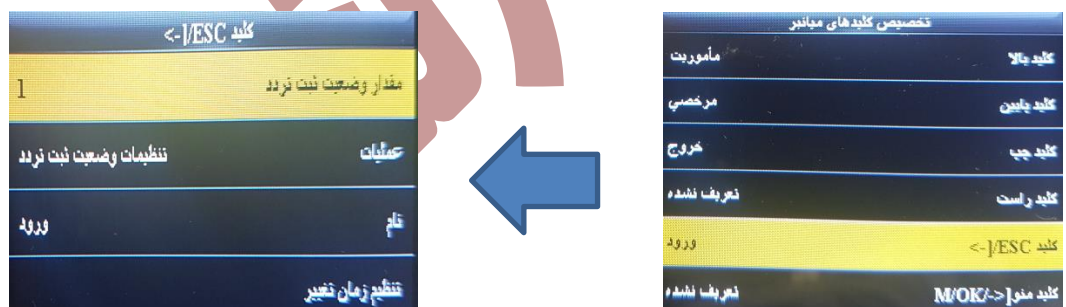 تخصیص کلیدهای میانبر
کلید بالا مأموریت
کلید پایین مرخصي
کلید چپ خروج
کلید راست تعریف نشده
کلید ESC/[->  ورود
کلید منو[<-/M/OK تعریف نشده
کلید ESC/[->
مقدار وضعیت ثبت تردد 1
عملیات تنظیمات وضعیت ثبت تردد
نام ورود
تنظیم زمان تغییر